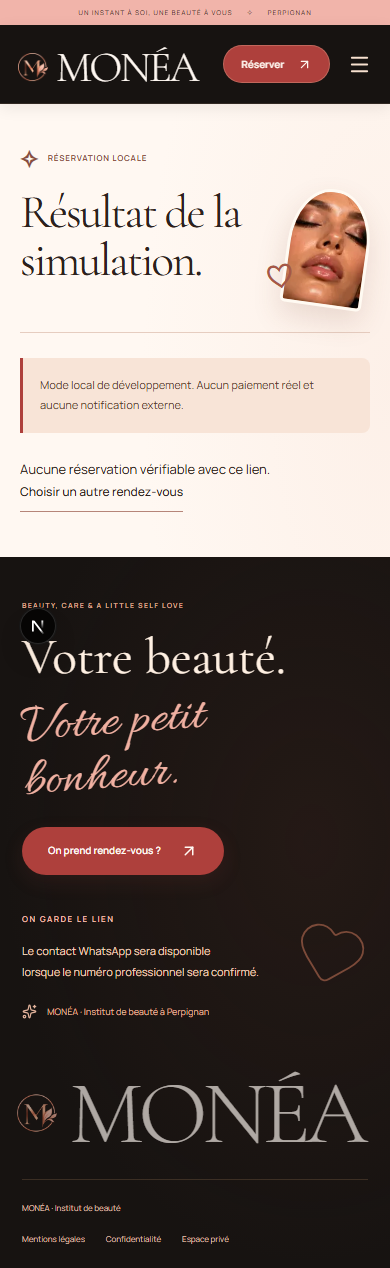 UN INSTANT À SOI, UNE BEAUTÉ À VOUS ✧ PERPIGNAN
M MONÉA
Réserver
RÉSERVATION LOCALE
Résultat de la
simulation.
Mode local de développement. Aucun paiement réel et
aucune notification externe.
Aucune réservation vérifiable avec ce lien.
Choisir un autre rendez-vous
BEAUTY, CARE & A LITTLE SELF LOVE
N
Votre beauté.
Votre petit
bonheur.
On prend rendez-vous ?
ON GARDE LE LIEN
Le contact WhatsApp sera disponible
lorsque le numéro professionnel sera confirmé.
MONÉA · Institut de beauté à Perpignan
M MONÉA
MONÉA · Institut de beauté
Mentions légales Confidentialité Espace privé